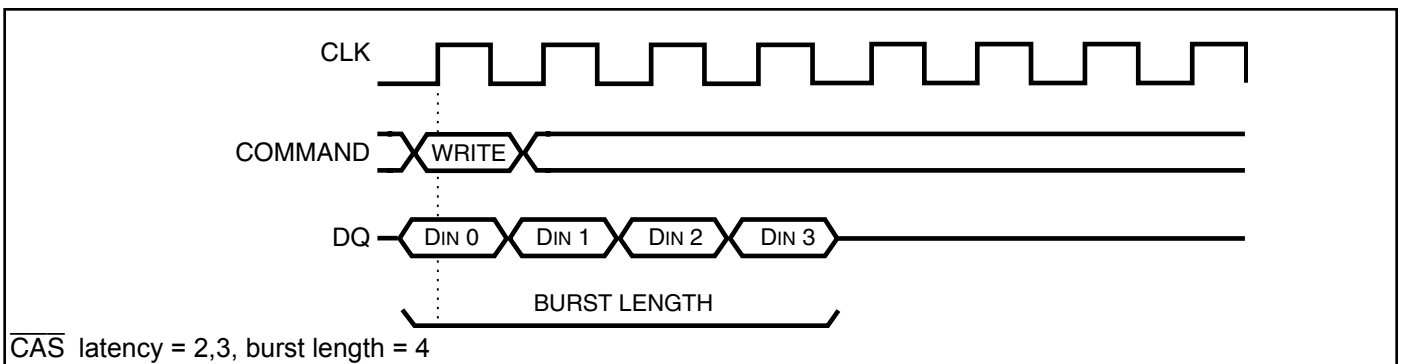 CLK
COMMAND WRITE
DQ DIN 0 DIN 1 DIN 2 DIN 3
BURST LENGTH
CAS latency = 2,3, burst length = 4